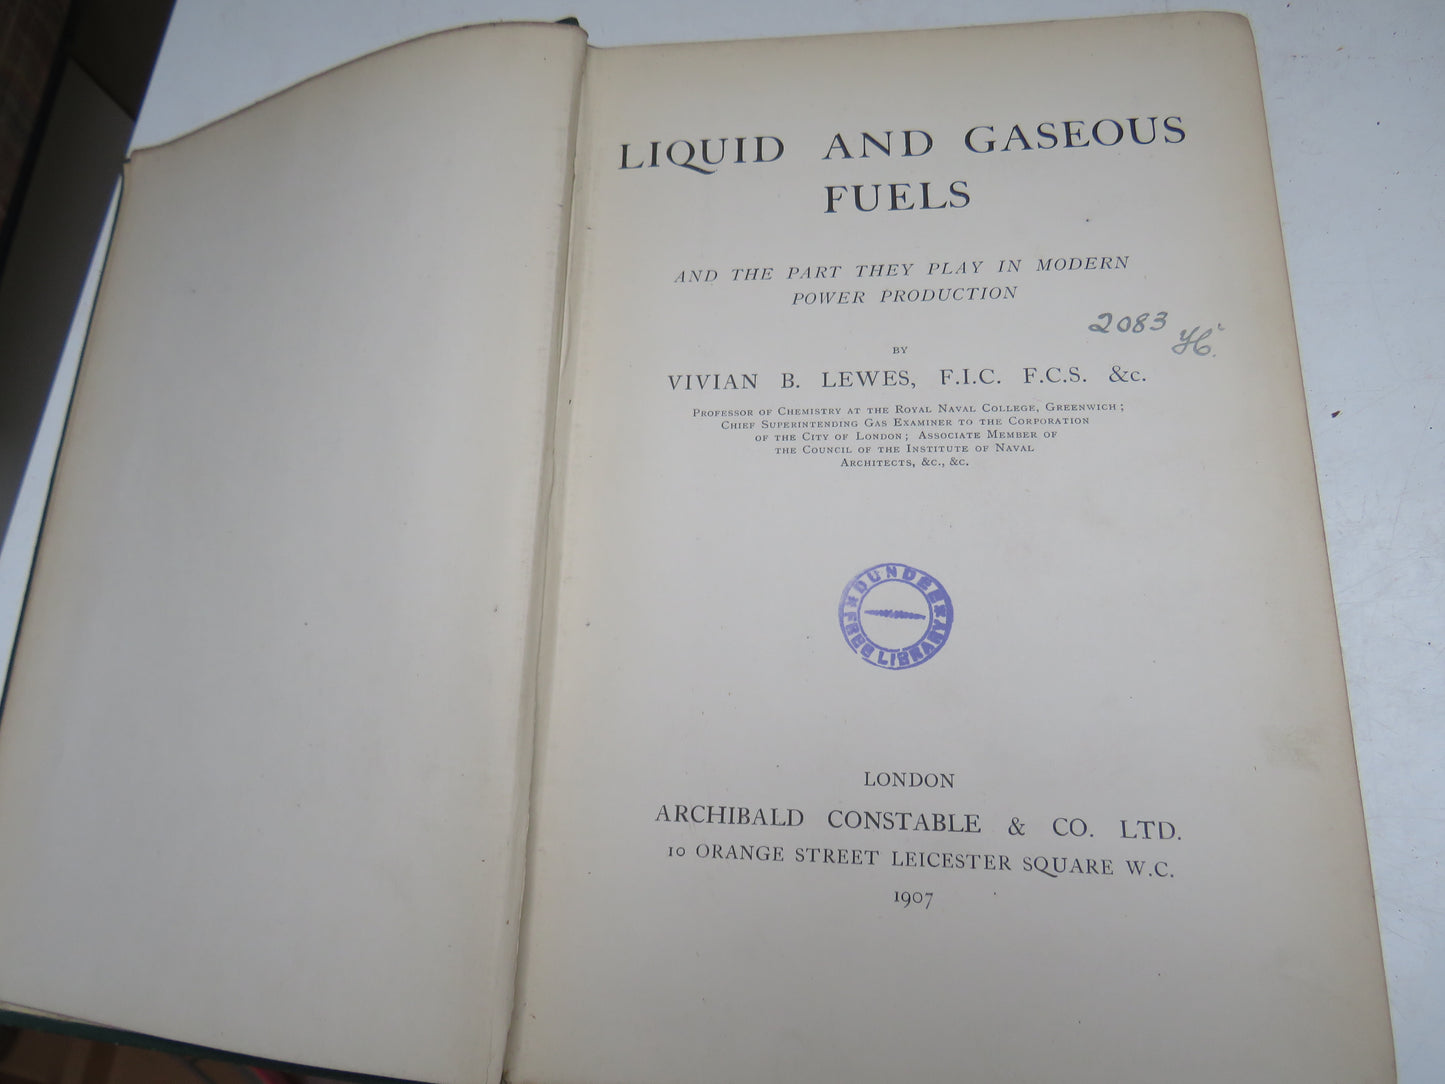 LIQUID AND GASEOUS
FUELS
AND THE PART THEY PLAY IN MODERN
POWER PRODUCTION
2083
BY
VIVIAN B. LEWES, F.I.C. F.C.S. &c.
PROFESSOR OF CHEMISTRY AT THE ROYAL NAVAL COLLEGE, GREENWICH;
CHIEF SUPERINTENDING GAS EXAMINER TO THE CORPORATION
OF THE CITY OF LONDON; ASSOCIATE MEMBER OF
THE COUNCIL OF THE INSTITUTE OF NAVAL
ARCHITECTS, &c., &c.
DUNDEE
FREE LIBRARY
LONDON
ARCHIBALD CONSTABLE & CO. LTD.
10 ORANGE STREET LEICESTER SQUARE W.C.
1907